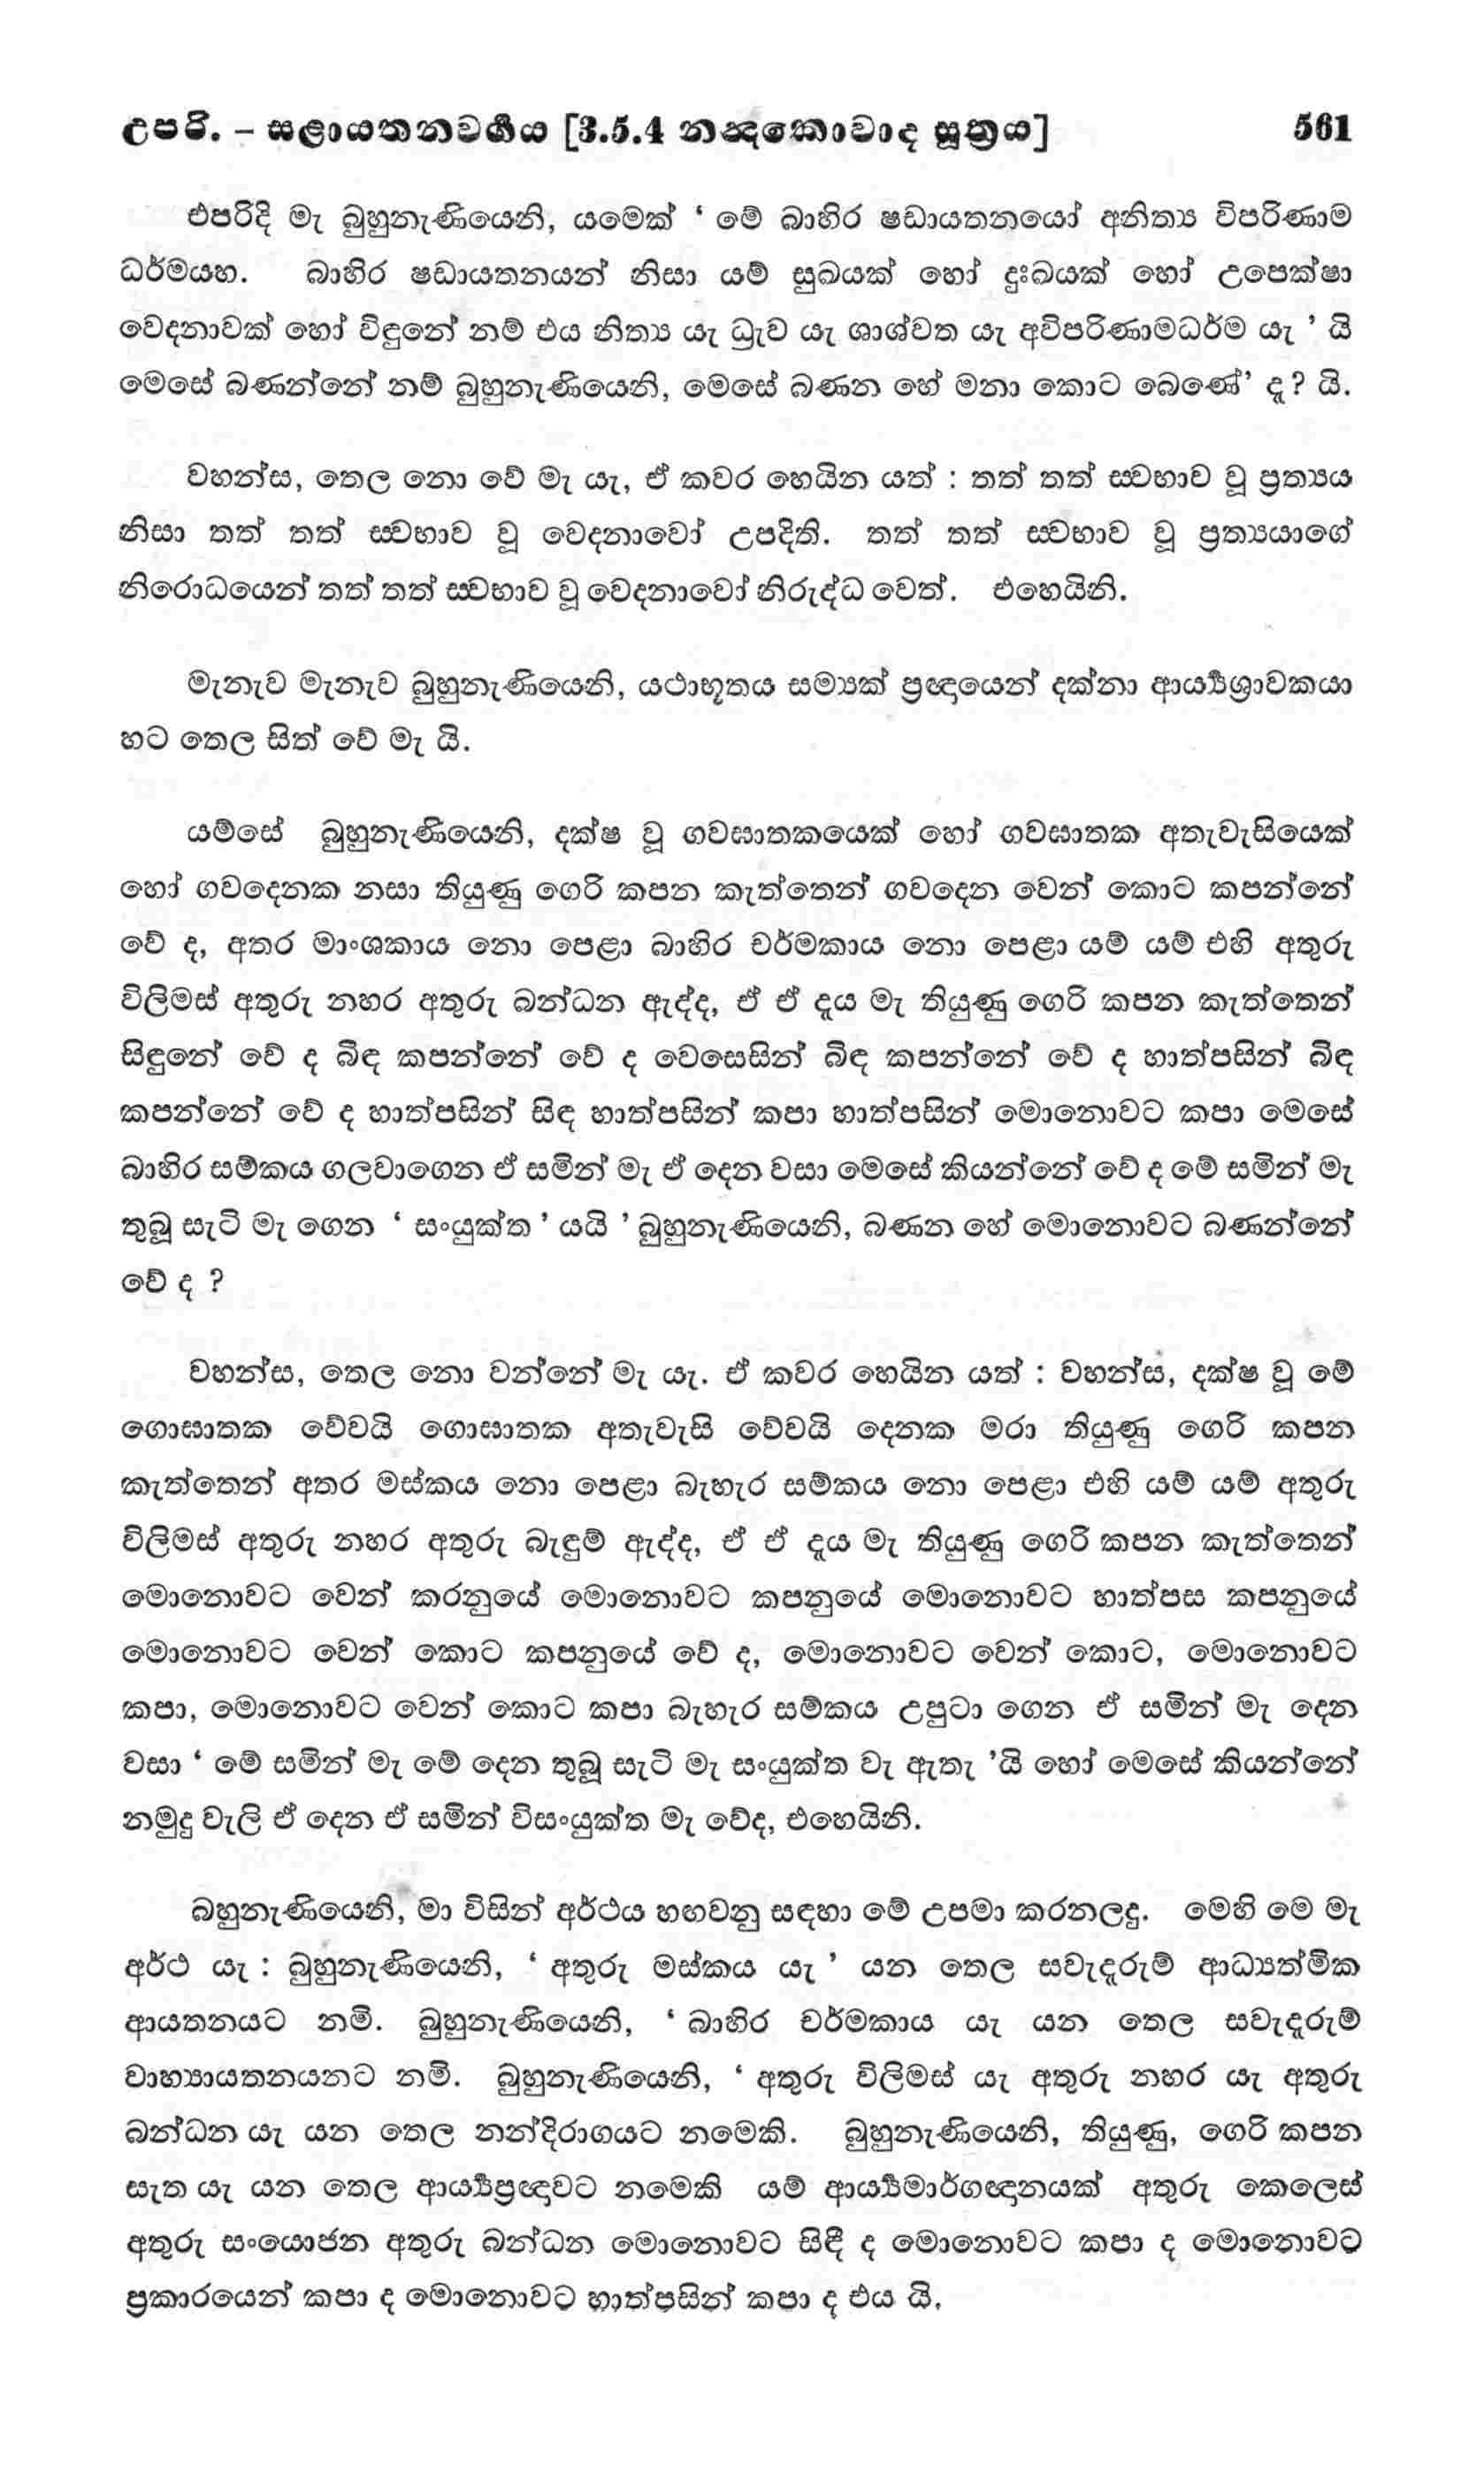 උපරි. – සළායතනවර්‍ගය [3.5.4 නන්‍දකොවාද සූත්‍රය] 561
එපරිදි මැ බුහුනැණියෙනි, යමෙක් ‘ මේ බාහිර ෂඩායතනයෝ අනිත්‍ය විපරිණාම
ධර්මයහ. බාහිර ෂඩායතනයන් නිසා යම් සුඛයක් හෝ දුඃඛයක් හෝ උපෙක්ෂා
වෙදනාවක් හෝ විඳුනේ නම් එය නිත්‍ය යැ ධ්‍රැව යැ ශාශ්වත යැ අවිපරිණාමධර්ම යැ ’ යි
මෙසේ බණන්නේ නම් බුහුනැණියෙනි, මෙසේ බණන හේ මනා කොට බෙණේ’ දැ? යි.
වහන්ස, තෙල නො වේ මැ යැ, ඒ කවර හෙයින යත් : තත් තත් ස්‍වභාව වූ ප්‍රත්‍යය
නිසා තත් තත් ස්‍වභාව වූ වෙදනාවෝ උපදිති. තත් තත් ස්‍වභාව වූ ප්‍රත්‍යයාගේ
නිරොධයෙන් තත් තත් ස්‍වභාව වූ වෙදනාවෝ නිරුද්ධ වෙත්. එහෙයිනි.
මැනැව මැනැව බුහුනැණියෙනි, යථාභූතය සම්‍යක් ප්‍රඥායෙන් දක්නා ආර්‍ය්‍යශ්‍රාවකයා
හට තෙල සිත් වේ මැ යි.
යම්සේ බුහුනැණියෙනි, දක්ෂ වූ ගවඝාතකයෙක් හෝ ගවඝාතක අතැවැසියෙක්
හෝ ගවදෙනක නසා තියුණු ගෙරි කපන කැත්තෙන් ගවදෙන වෙන් කොට කපන්නේ
වේ ද, අතර මාංශකාය නො පෙළා බාහිර චර්මකාය නො පෙළා යම් යම් එහි අතුරු
විලිමස් අතුරු නහර අතුරු බන්ධන ඇද්ද, ඒ ඒ දැය මැ තියුණු ගෙරි කපන කැත්තෙන්
සිඳුනේ වේ ද බිඳ කපන්නේ වේ ද වෙසෙසින් බිඳ කපන්නේ වේ ද හාත්පසින් බිඳ
කපන්නේ වේ ද හාත්පසින් සිඳ හාත්පසින් කපා හාත්පසින් මොනොවට කපා මෙසේ
බාහිර සම්කය ගලවාගෙන ඒ සමින් මැ ඒ දෙන වසා මෙසේ කියන්නේ වේ ද මේ සමින් මැ
තුබූ සැටි මැ ගෙන ‘ සංයුක්ත ’ යයි ’ බුහුනැණියෙනි, බණන හේ මොනොවට බණන්නේ
වේ ද ?
වහන්ස, තෙල නො වන්නේ මැ යැ. ඒ කවර හෙයින යත් : වහන්ස, දක්ෂ වූ මේ
ගොඝාතක වේවයි ගොඝාතක අතැවැසි වේවයි දෙනක මරා තියුණු ගෙරි කපන
කැත්තෙන් අතර මස්කය නො පෙළා බැහැර සම්කය නො පෙළා එහි යම් යම් අතුරු
විලිමස් අතුරු නහර අතුරු බැඳුම් ඇද්ද, ඒ ඒ දැය මැ තියුණු ගෙරි කපන කැත්තෙන්
මොනොවට වෙන් කරනුයේ මොනොවට කපනුයේ මොනොවට හාත්පස කපනුයේ
මොනොවට වෙන් කොට කපනුයේ වේ ද, මොනොවට වෙන් කොට, මොනොවට
කපා, මොනොවට වෙන් කොට කපා බැහැර සම්කය උපුටා ගෙන ඒ සමින් මැ දෙන
වසා ‘ මේ සමින් මැ මේ දෙන තුබූ සැටි මැ සංයුක්ත වැ ඇතැ ’යි හෝ මෙසේ කියන්නේ
නමුදු වැලි ඒ දෙන ඒ සමින් විසංයුක්ත මැ වේද, එහෙයිනි.
බහුනැණියෙනි, මා විසින් අර්ථය හඟවනු සඳහා මේ උපමා කරනලදු. මෙහි මෙ මැ
අර්ථ යැ : බුහුනැණියෙනි, ‘ අතුරු මස්කය යැ ’ යන තෙල සවැදෑරුම් ආධ්‍යත්මික
ආයතනයට නමි. බුහුනැණියෙනි, ‘ බාහිර චර්මකාය යැ යන තෙල සවැදෑරුම්
වාහ්‍යායතනයනට නමි. බුහුනැණියෙනි, ‘ අතුරු විලිමස් යැ අතුරු නහර යැ අතුරු
බන්ධන යැ යන තෙල නන්දිරාගයට නමෙකි. බුහුනැණියෙනි, තියුණු, ගෙරි කපන
සැත යැ යන තෙල ආර්‍ය්‍යප්‍රඥාවට නමෙකි යම් ආර්‍ය්‍යමාර්ගඥානයක් අතුරු කෙලෙස්
අතුරු සංයොජන අතුරු බන්ධන මොනොවට සිඳී ද මොනොවට කපා ද මොනොවට
ප්‍රකාරයෙන් කපා ද මොනොවට හාත්පසින් කපා ද එය යි.